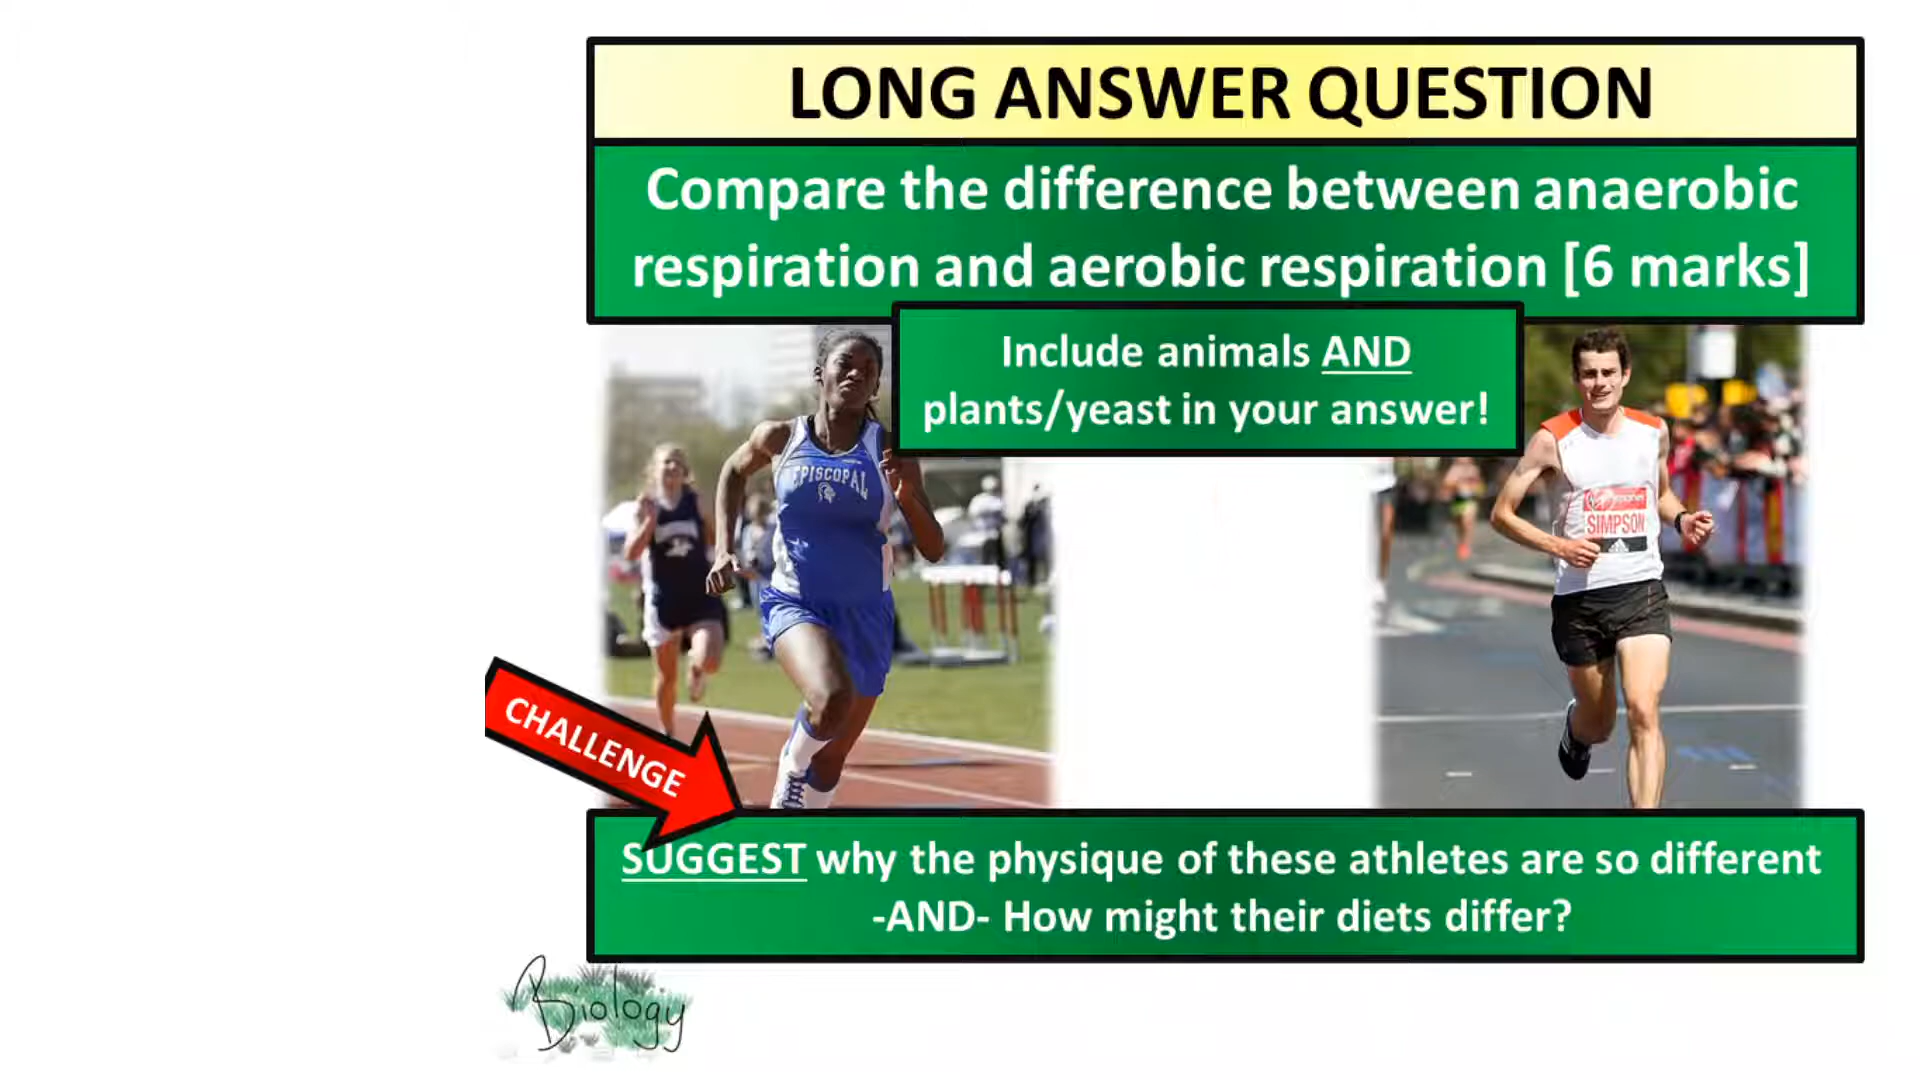 LONG ANSWER QUESTION
Compare the difference between anaerobic
respiration and aerobic respiration [6 marks]
Include animals AND
plants/yeast in your answer!
EPISCOPAL
SIMPSON
CHALLENGE
SUGGEST why the physique of these athletes are so different
-AND- How might their diets differ?
Biology